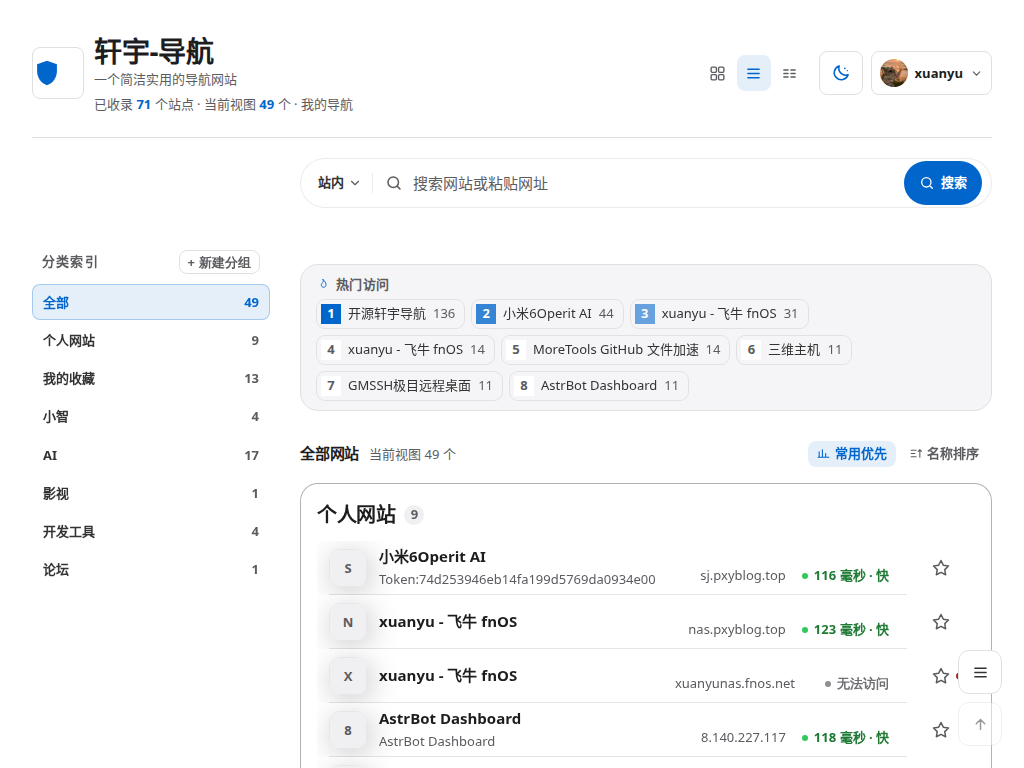 轩宇-导航
一个简洁实用的导航网站
已收录 71 个站点 · 当前视图 49 个 · 我的导航
xuanyu
站内
搜索网站或粘贴网址
搜索
分类索引
+ 新建分组
全部 49
个人网站 9
我的收藏 13
小智 4
AI 17
影视 1
开发工具 4
论坛 1
热门访问
1 开源轩宇导航 136
2 小米6Operit AI 44
3 xuanyu - 飞牛 fnOS 31
4 xuanyu - 飞牛 fnOS 14
5 MoreTools GitHub 文件加速 14
6 三维主机 11
7 GMSSH极目远程桌面 11
8 AstrBot Dashboard 11
全部网站 当前视图 49 个
常用优先
名称排序
个人网站 9
S
小米6Operit AI
Token:74d253946eb14fa199d5769da0934e00
sj.pxyblog.top
116 毫秒 · 快
N
xuanyu - 飞牛 fnOS
nas.pxyblog.top
123 毫秒 · 快
X
xuanyu - 飞牛 fnOS
xuanyunas.fnos.net
无法访问
8
AstrBot Dashboard
AstrBot Dashboard
8.140.227.117
118 毫秒 · 快